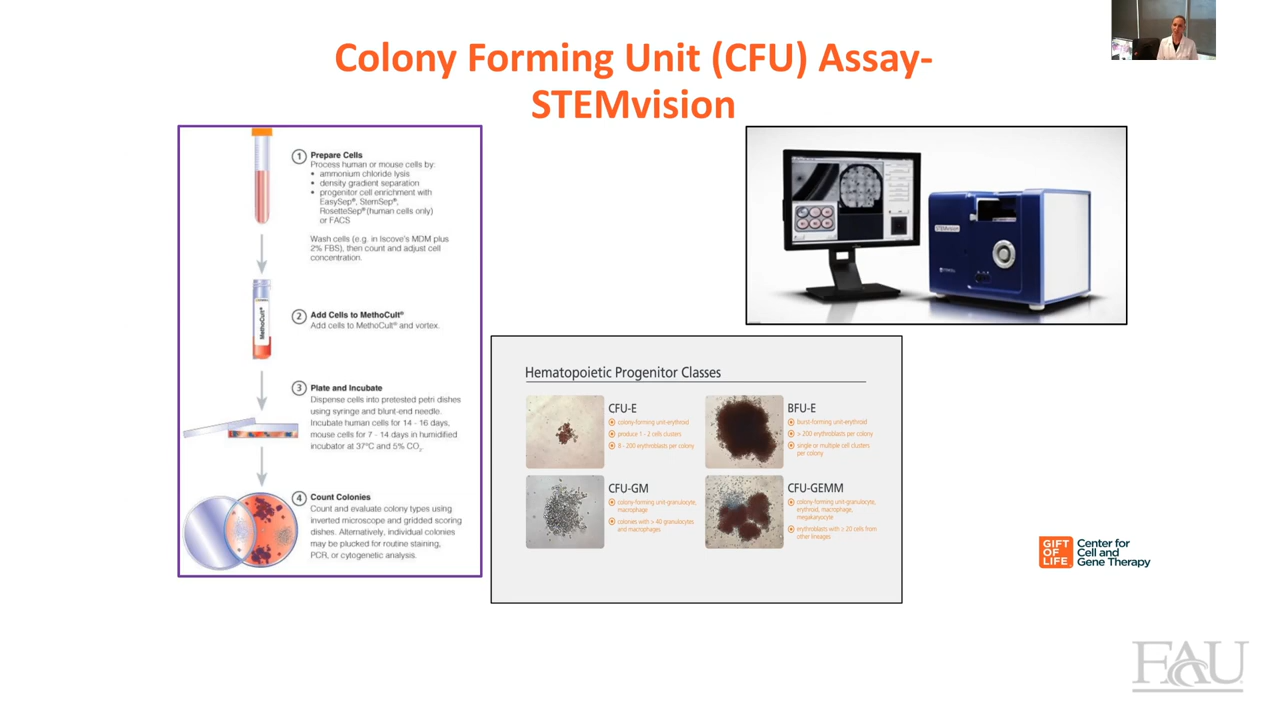 Colony Forming Unit (CFU) Assay-
STEMvision
1 Prepare Cells
Process human or mouse cells by:
• ammonium chloride lysis
• density gradient separation
• progenitor cell enrichment with
EasySep®, StemSep®,
RosetteSep® (human cells only)
or FACS
Wash cells (e.g. in Iscove's MDM plus
2% FBS), then count and adjust cell
concentration.
MethoCult®
2 Add Cells to MethoCult®
Add cells to MethoCult® and vortex.
3 Plate and Incubate
Dispense cells into pretested petri dishes
using syringe and blunt-end needle.
Incubate human cells for 14 - 16 days,
mouse cells for 7 - 14 days in humidified
incubator at 37ºC and 5% CO2.
4 Count Colonies
Count and evaluate colony types using
inverted microscope and gridded scoring
dishes. Alternatively, individual colonies
may be plucked for routine staining,
PCR, or cytogenetic analysis.
STEMvision
Hematopoietic Progenitor Classes
CFU-E
colony-forming unit-erythroid
produce 1 - 2 cells clusters
8 - 200 erythroblasts per colony
BFU-E
burst-forming unit-erythroid
> 200 erythroblasts per colony
single or multiple cell clusters
per colony
CFU-GM
colony-forming unit-granulocyte,
macrophage
colonies with > 40 granulocytes
and macrophages
CFU-GEMM
colony-forming unit-granulocyte,
erythroid, macrophage,
megakaryocyte
erythroblasts with > 20 cells from
other lineages
GIFT
OF
LIFE
Center for
Cell and
Gene Therapy
FAU